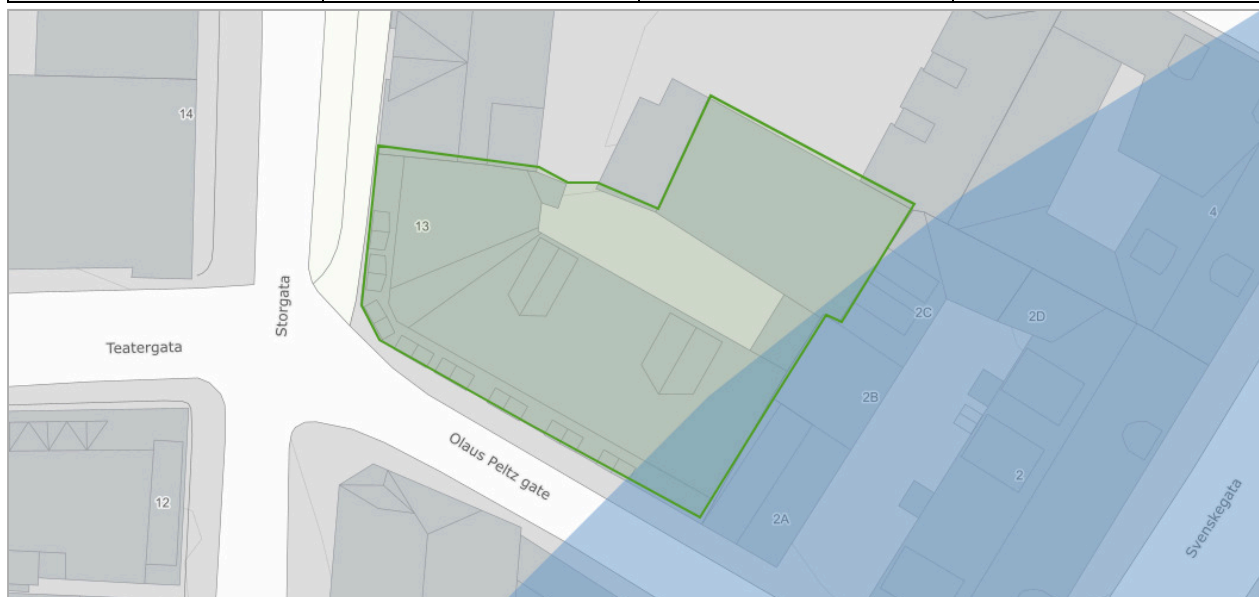 14
13
4
Storgata
2C
2D
Teatergata
2B
Olaus Peltz gate
2
12
2A
Svenskegata